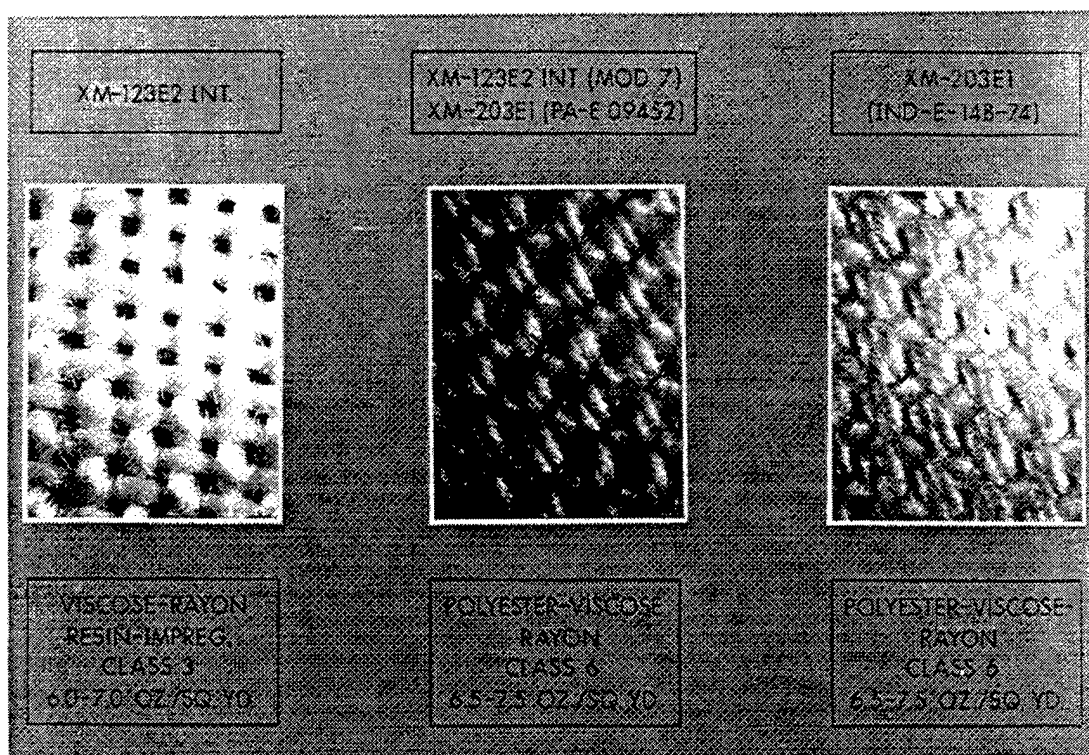 XM-123E2 INT.
XM-123E2 INT. (MOD 7)
XM-203E1 (PA-E 09452)
XM-203E1
(IND-E-148-74)
VISCOSE-RAYON
RESIN-IMPREG.
CLASS 3
6.0-7.0 OZ./SQ. YD.
POLYESTER-VISCOSE
RAYON
CLASS 6
6.5-7.5 OZ./SQ. YD.
POLYESTER-VISCOSE-
RAYON
CLASS 6
6.5-7.5 OZ./SQ. YD.